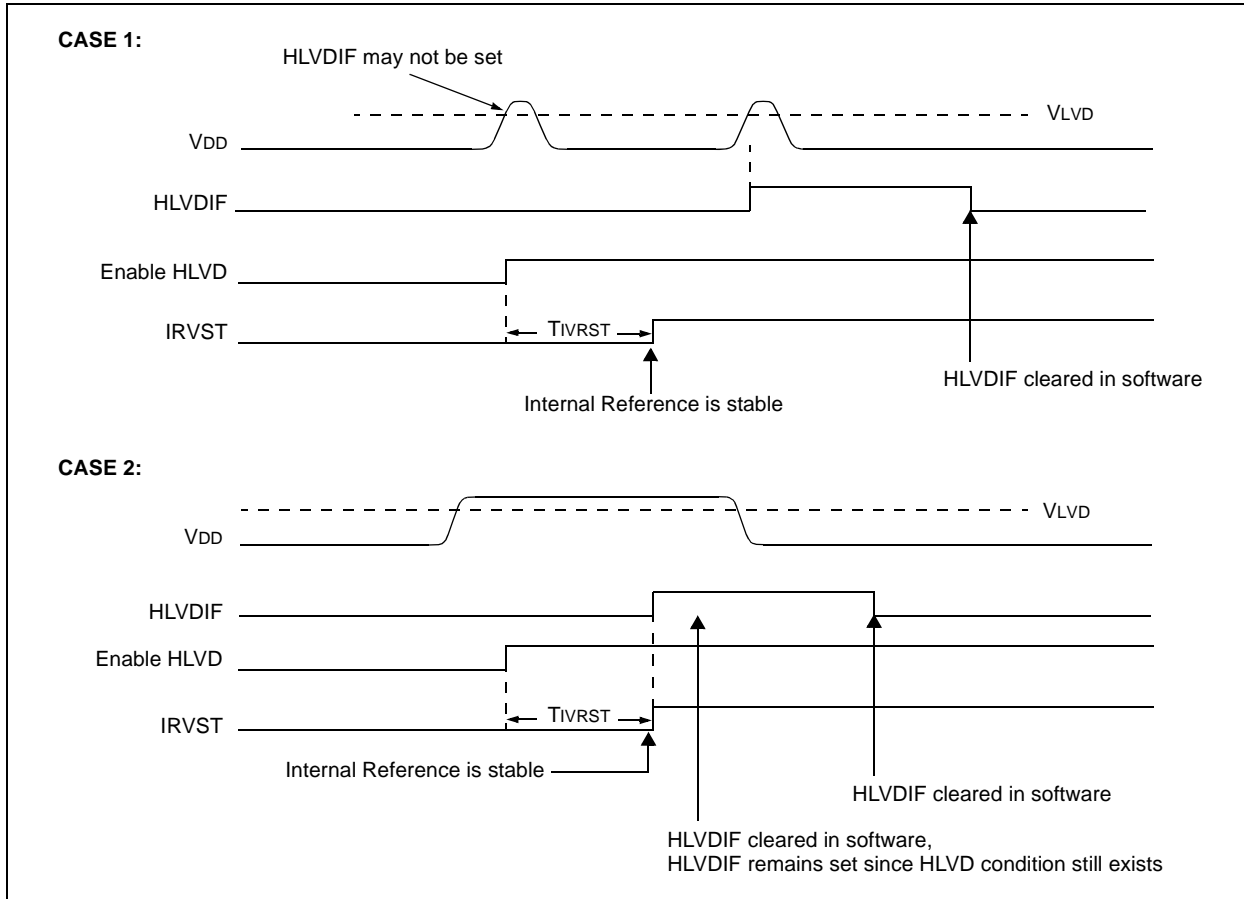 CASE 1:
HLVDIF may not be set
VLVD
VDD
HLVDIF
Enable HLVD
IRVST
TIVRST
HLVDIF cleared in software
Internal Reference is stable
CASE 2:
VLVD
VDD
HLVDIF
Enable HLVD
IRVST
TIVRST
Internal Reference is stable
HLVDIF cleared in software
HLVDIF cleared in software,
HLVDIF remains set since HLVD condition still exists